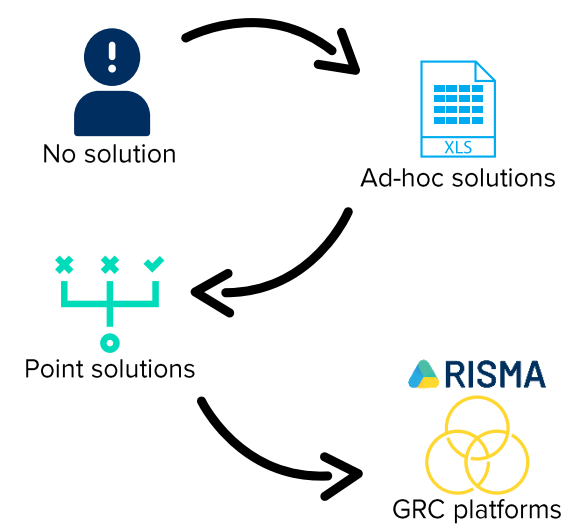 No solution
XLS
Ad-hoc solutions
Point solutions
RISMA
GRC platforms